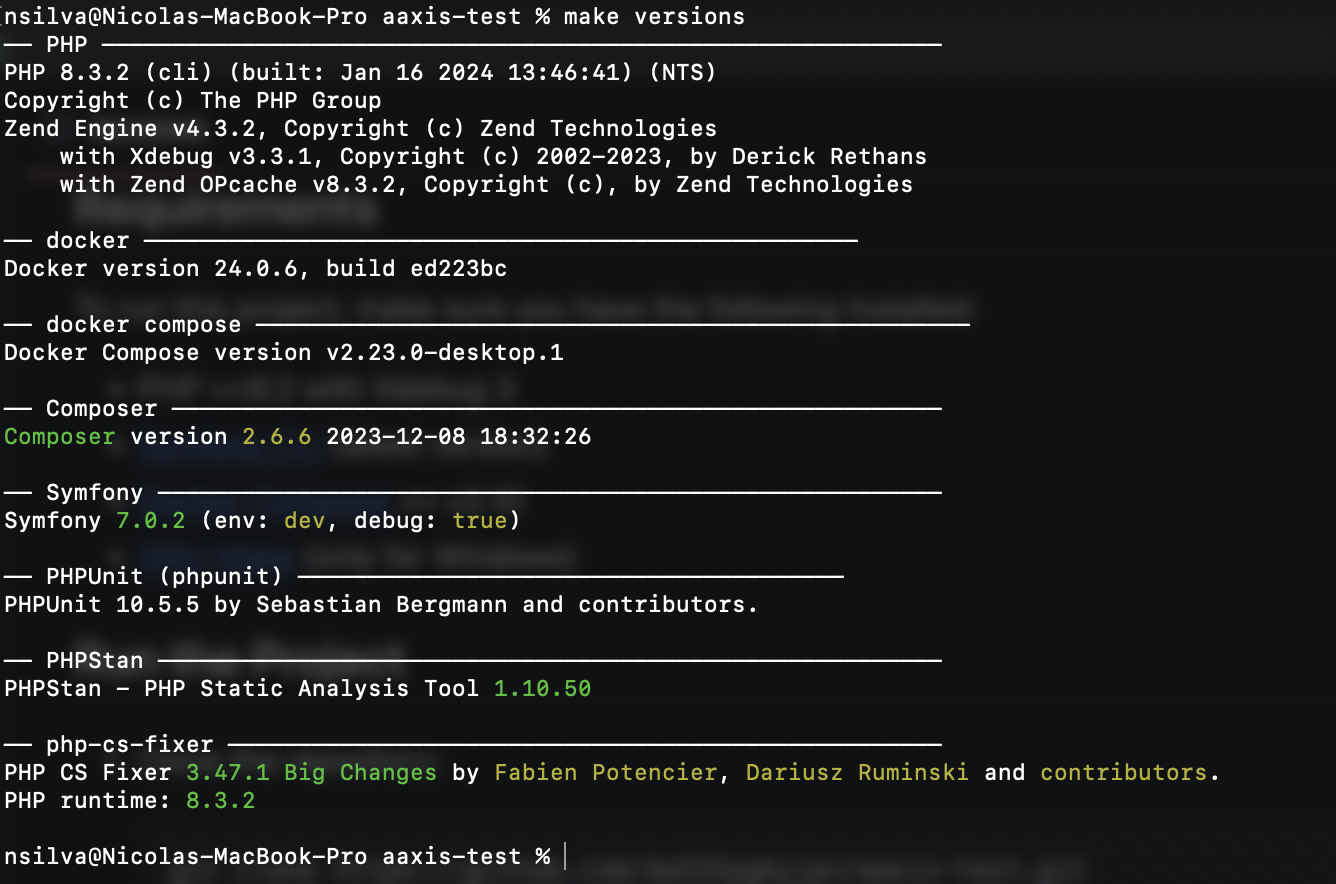 nsilva@Nicolas-MacBook-Pro aaxis-test % make versions
—— PHP ————————————————————————————————————————————————————————————
PHP 8.3.2 (cli) (built: Jan 16 2024 13:46:41) (NTS)
Copyright (c) The PHP Group
Zend Engine v4.3.2, Copyright (c) Zend Technologies
    with Xdebug v3.3.1, Copyright (c) 2002-2023, by Derick Rethans
    with Zend OPcache v8.3.2, Copyright (c), by Zend Technologies

—— docker ———————————————————————————————————————————————————
Docker version 24.0.6, build ed223bc

—— docker compose ———————————————————————————————————————————————————
Docker Compose version v2.23.0-desktop.1

—— Composer ———————————————————————————————————————————————————————
Composer version 2.6.6 2023-12-08 18:32:26

—— Symfony ————————————————————————————————————————————————————————
Symfony 7.0.2 (env: dev, debug: true)

—— PHPUnit (phpunit) ———————————————————————————————————————
PHPUnit 10.5.5 by Sebastian Bergmann and contributors.

—— PHPStan ————————————————————————————————————————————————————————
PHPStan - PHP Static Analysis Tool 1.10.50

—— php-cs-fixer ———————————————————————————————————————————————————
PHP CS Fixer 3.47.1 Big Changes by Fabien Potencier, Dariusz Ruminski and contributors.
PHP runtime: 8.3.2

nsilva@Nicolas-MacBook-Pro aaxis-test %